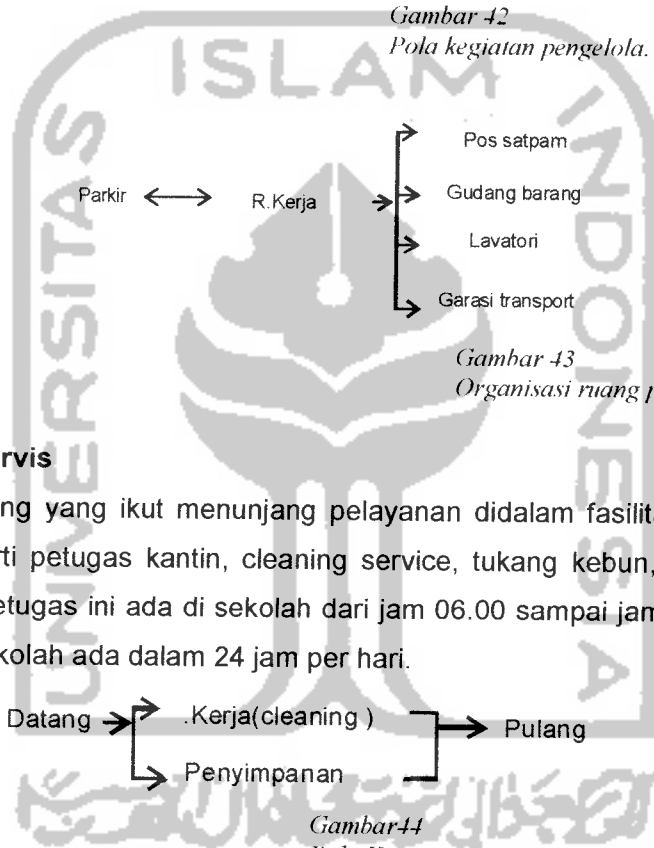 Gambar 42
Pola kegiatan pengelola.
ISLAM
UNIVERSITAS
INDONESIA
Pos satpam
Parkir R.Kerja Gudang barang
Lavatori
Garasi transport
Gambar 43
Organisasi ruang
rvis
ng yang ikut menunjang pelayanan didalam fasilit
rti petugas kantin, cleaning service, tukang kebun,
etugas ini ada di sekolah dari jam 06.00 sampai jam
kolah ada dalam 24 jam per hari.
Datang .Kerja(cleaning ) Pulang
Penyimpanan
Gambar44